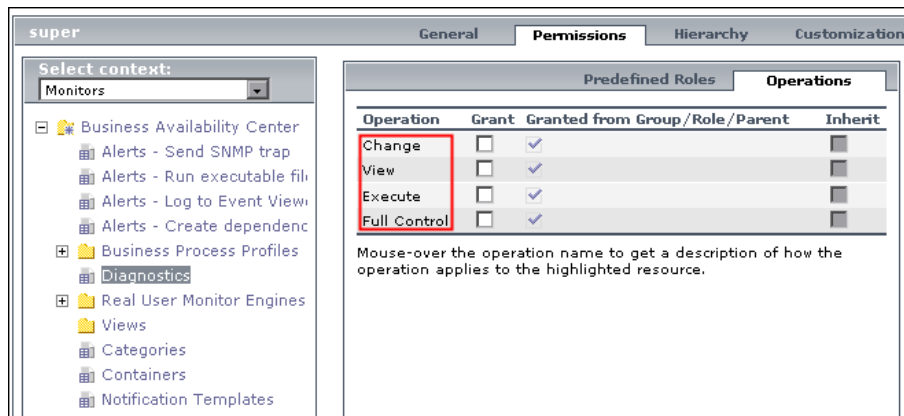 super
General
Permissions
Hierarchy
Customization
Select context:
Monitors
Business Availability Center
Alerts - Send SNMP trap
Alerts - Run executable
Alerts - Log to Event
Alerts - Create
Business Process Profiles
Diagnostics
Real User Monitor Engines
Views
Categories
Containers
Notification Templates
Predefined Roles
Operations
Operation Grant Granted from Group/Role/Parent Inherit
Change
View
Execute
Full Control
Mouse-over the operation name to get a description of how the
operation applies to the highlighted resource.